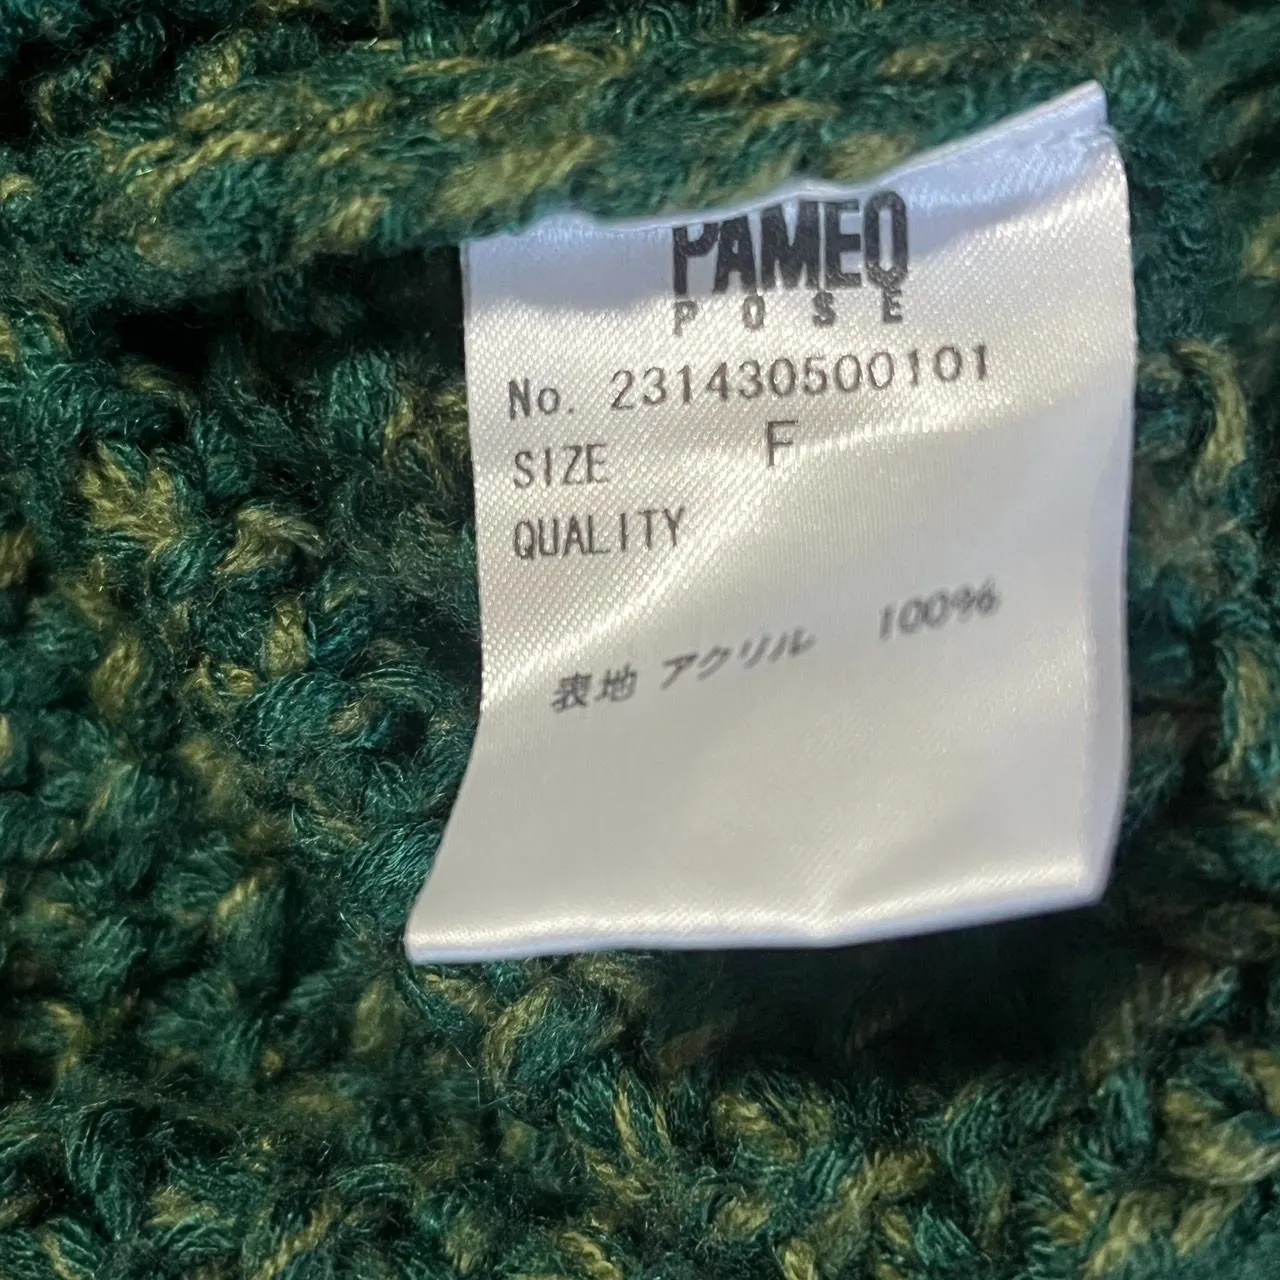 PAMEO
POSE
No. 231430500101
SIZE F
QUALITY
表地 アクリル 100%